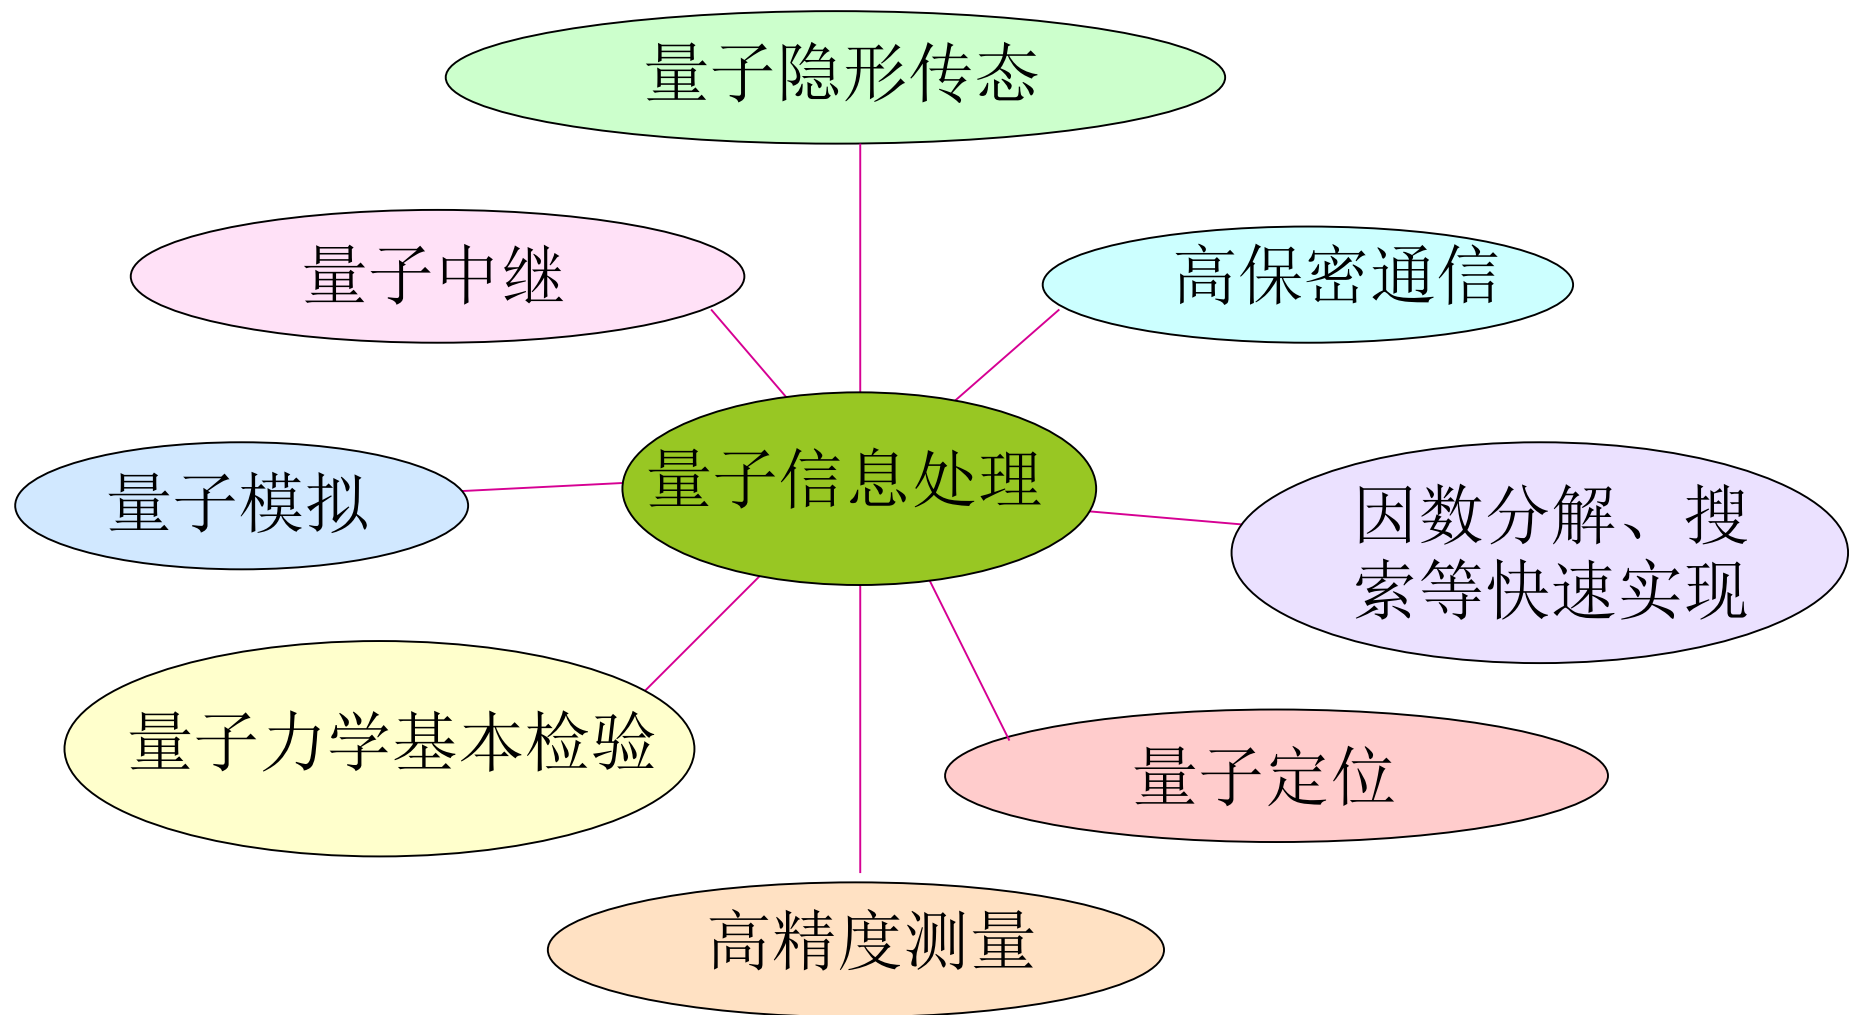 量子隐形传态
量子中继
高保密通信
量子信息处理
量子模拟
因数分解、搜
索等快速实现
量子力学基本检验
量子定位
高精度测量